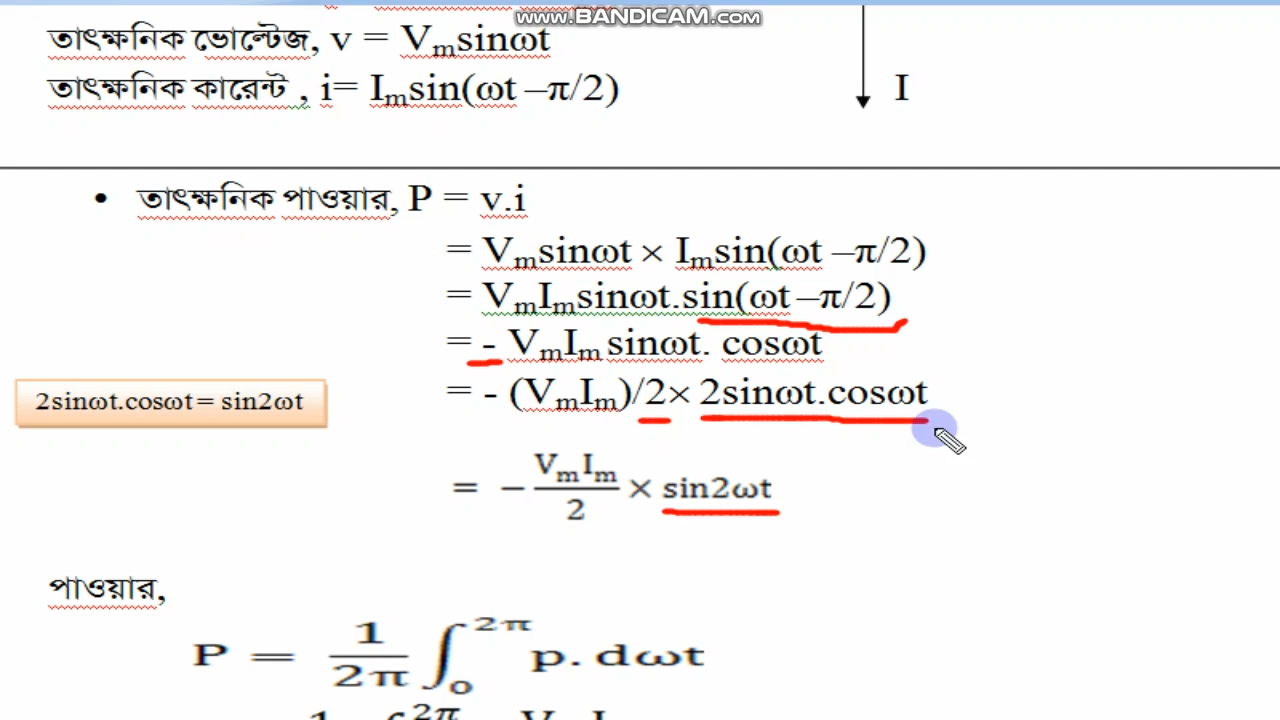 www.BANDICAM.com
তাৎক্ষনিক ভোল্টেজ, v = Vₘsinωt
তাৎক্ষনিক কারেন্ট , i= Iₘsin(ωt –π/2)
I
• তাৎক্ষনিক পাওয়ার, P = v.i
= Vₘsinωt × Iₘsin(ωt –π/2)
= VₘIₘsinωt.sin(ωt –π/2)
= - VₘIₘ sinωt. cosωt
= - (VₘIₘ)/2× 2sinωt.cosωt
2sinωt.cosωt = sin2ωt
= − VₘIₘ/2 × sin2ωt
পাওয়ার,
P = 1/2π ∫₀²π p. dωt